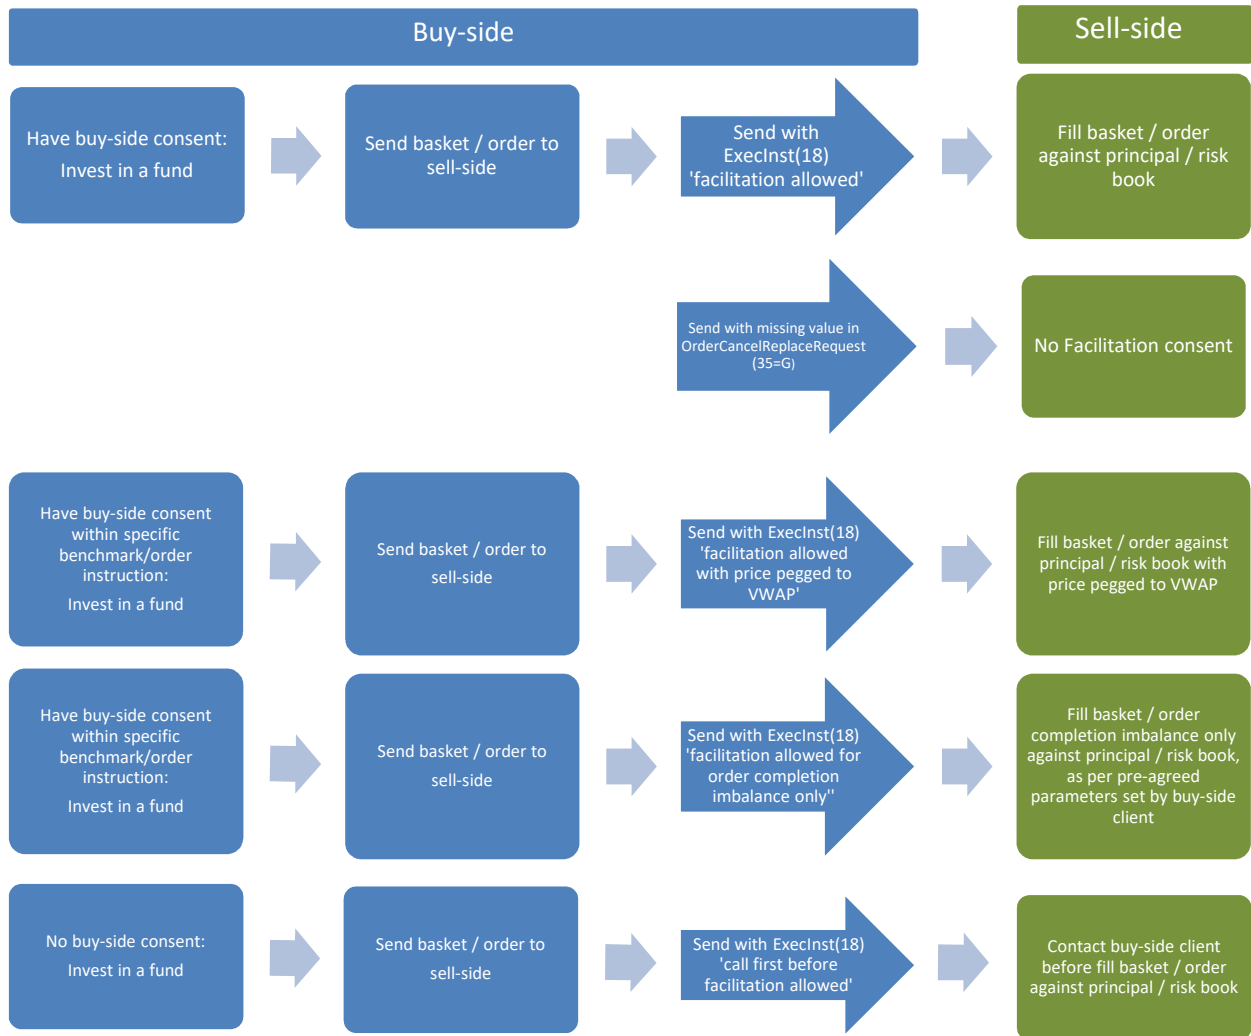 Buy-side
Sell-side
Have buy-side consent:
Invest in a fund
Send basket / order to
sell-side
Send with
ExecInst(18)
'facilitation allowed'
Fill basket / order
against principal / risk
book
Send with missing value in
OrderCancelReplaceRequest
(35=G)
No Facilitation consent
Have buy-side consent
within specific
benchmark/order
instruction:
Invest in a fund
Send basket / order to
sell-side
Send with ExecInst(18)
'facilitation allowed
with price pegged to
VWAP'
Fill basket / order against
principal / risk book with
price pegged to VWAP
Have buy-side consent
within specific
benchmark/order
instruction:
Invest in a fund
Send basket / order to
sell-side
Send with ExecInst(18)
'facilitation allowed for
order completion
imbalance only''
Fill basket / order
completion imbalance only
against principal / risk book,
as per pre-agreed
parameters set by buy-side
client
No buy-side consent:
Invest in a fund
Send basket / order to
sell-side
Send with ExecInst(18)
'call first before
facilitation allowed'
Contact buy-side client
before fill basket / order
against principal / risk book